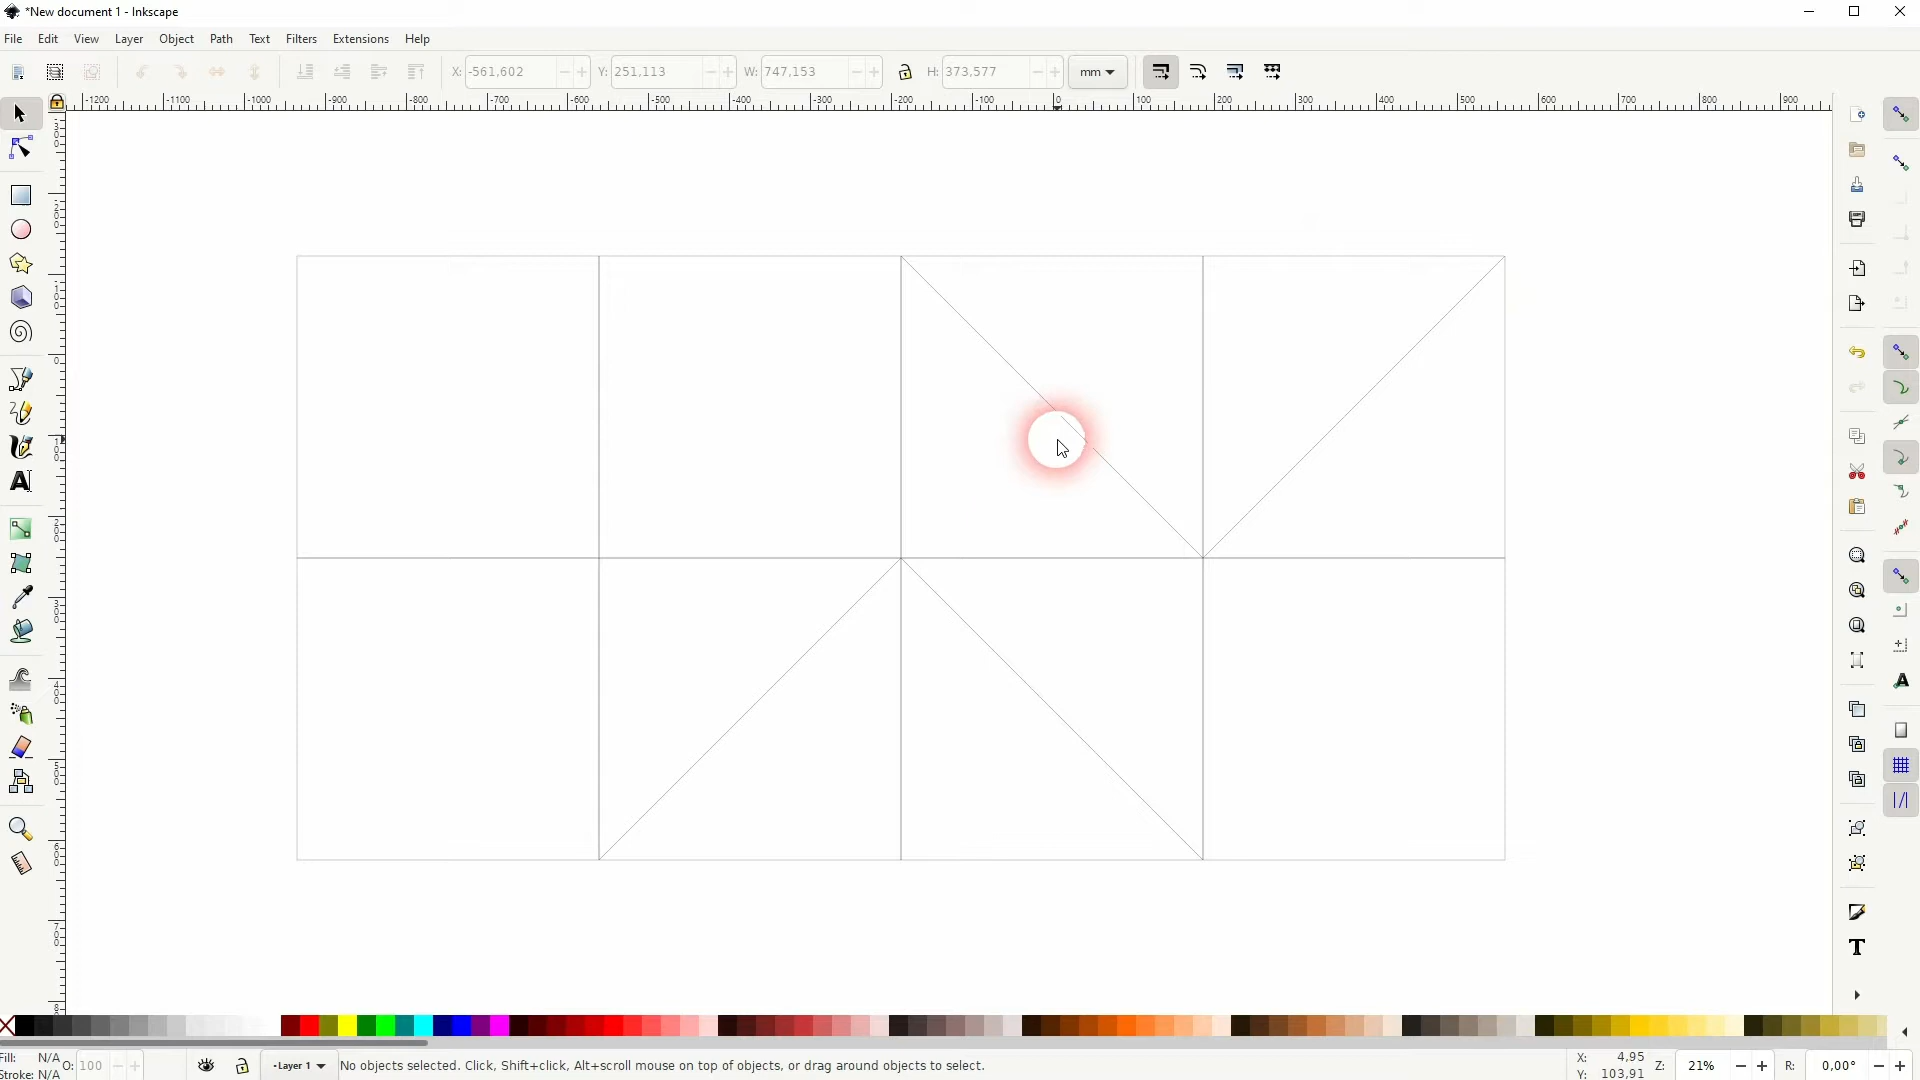 *New document 1 - Inkscape
File Edit View Layer Object Path Text Filters Extensions Help
X: -561,602 Y: 251,113 W: 747,153 H: 373,577 mm
-1200 -1100 -1000 -900 -800 -700 -600 -500 -400 -300 -200 -100 0 100 200 300 400 500 600 700 800 900
Fill: N/A O: 100 Layer 1 No objects selected. Click, Shift+click, Alt+scroll mouse on top of objects, or drag around objects to select. X: 4,95 Z: 21% R: 0,00°
Stroke: N/A Y: 103,91